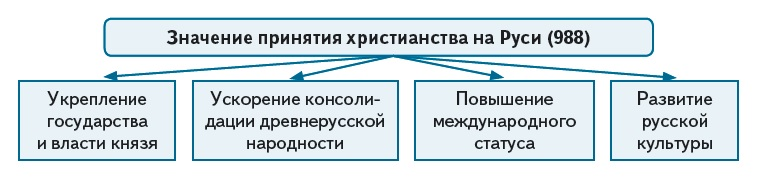 Значение принятия христианства на Руси (988)
Укрепление
государства
и власти князя
Ускорение консоли-
дации древнерусской
народности
Повышение
международного
статуса
Развитие
русской
культуры